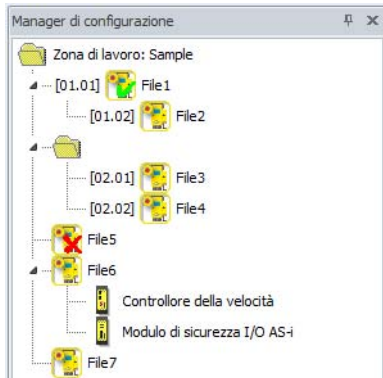 Manager di configurazione
Zona di lavoro: Sample
[01.01] File1
[01.02] File2
[02.01] File3
[02.02] File4
File5
File6
Controllore della velocità
Modulo di sicurezza I/O AS-i
File7